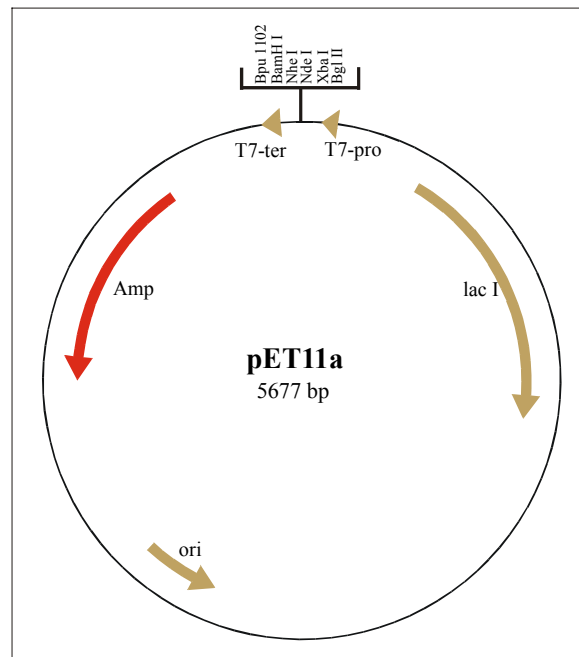 Bpu 1102
BamH I
Nhe I
Nde I
Xba I
Bgl II
T7-ter
T7-pro
Amp
lac I
pET11a
5677 bp
ori